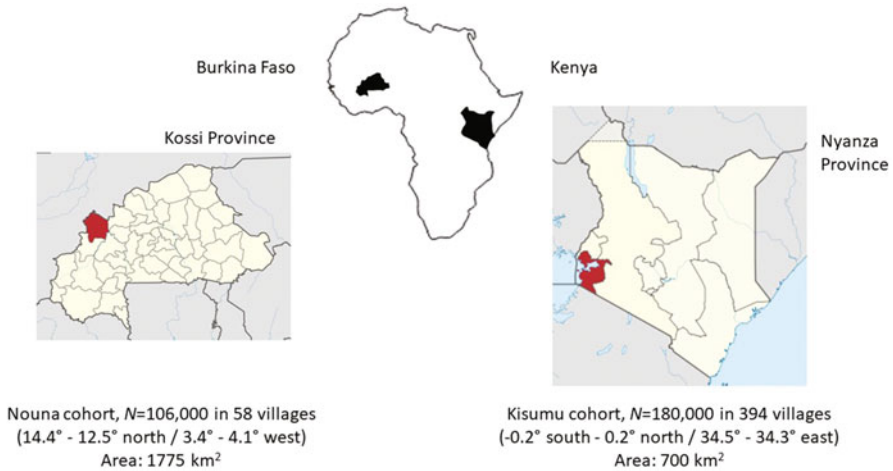 Burkina Faso
Kenya
Kossi Province
Nyanza
Province
Nouna cohort, N=106,000 in 58 villages
(14.4° - 12.5° north / 3.4° - 4.1° west)
Area: 1775 km²
Kisumu cohort, N=180,000 in 394 villages
(-0.2° south - 0.2° north / 34.5° - 34.3° east)
Area: 700 km²